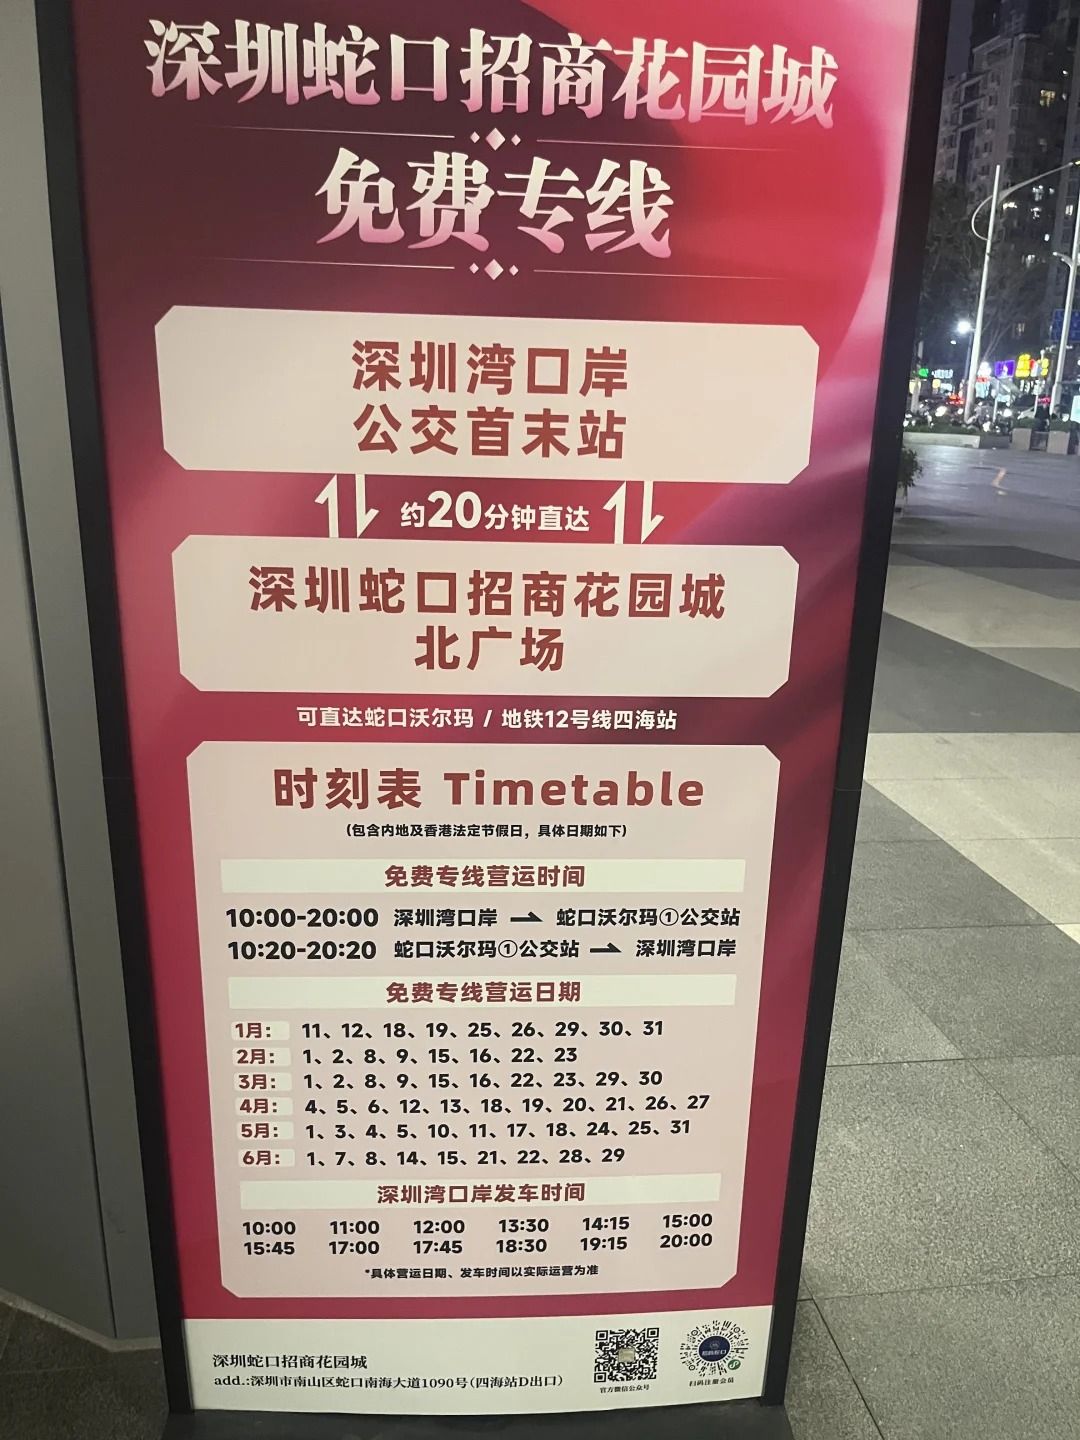 深圳蛇口招商花园城
免费专线
深圳湾口岸
公交首末站
约20分钟直达
深圳蛇口招商花园城
北广场
可直达蛇口沃尔玛 / 地铁12号线四海站
时刻表 Timetable
(包含内地及香港法定节假日，具体日期如下)
免费专线营运时间
10:00-20:00 深圳湾口岸 → 蛇口沃尔玛①公交站
10:20-20:20 蛇口沃尔玛①公交站 → 深圳湾口岸
免费专线营运日期
1月： 11、12、18、19、25、26、29、30、31
2月： 1、2、8、9、15、16、22、23
3月： 1、2、8、9、15、16、22、23、29、30
4月： 4、5、6、12、13、18、19、20、21、26、27
5月： 1、3、4、5、10、11、17、18、24、25、31
6月： 1、7、8、14、15、21、22、28、29
深圳湾口岸发车时间
10:00 11:00 12:00 13:30 14:15 15:00
15:45 17:00 17:45 18:30 19:15 20:00
*具体营运日期、发车时间以实际运营为准
深圳蛇口招商花园城
add.:深圳市南山区蛇口南海大道1090号(四海站D出口)
官方微信公众号
招商蛇口
扫码注册会员